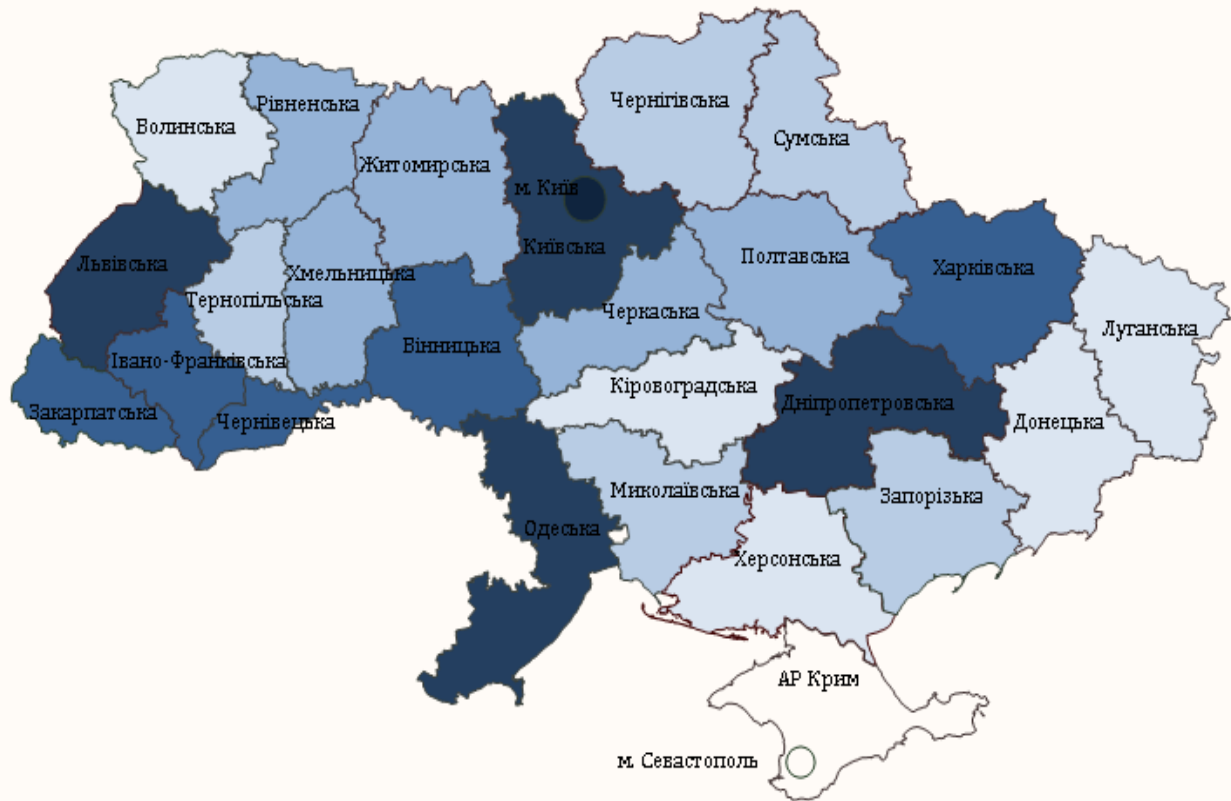 Чернігівська
Рівненська
Волинська
Сумська
Житомирська
м. Київ
Київська
Полтавська
Львівська
Харківська
Хмельницька
Тернопільська
Черкаська
Луганська
Вінницька
Івано-Франківська
Кіровоградська
Закарпатська
Чернівецька
Дніпропетровська
Донецька
Миколаївська
Запорізька
Одеська
Херсонська
АР Крим
м. Севастополь